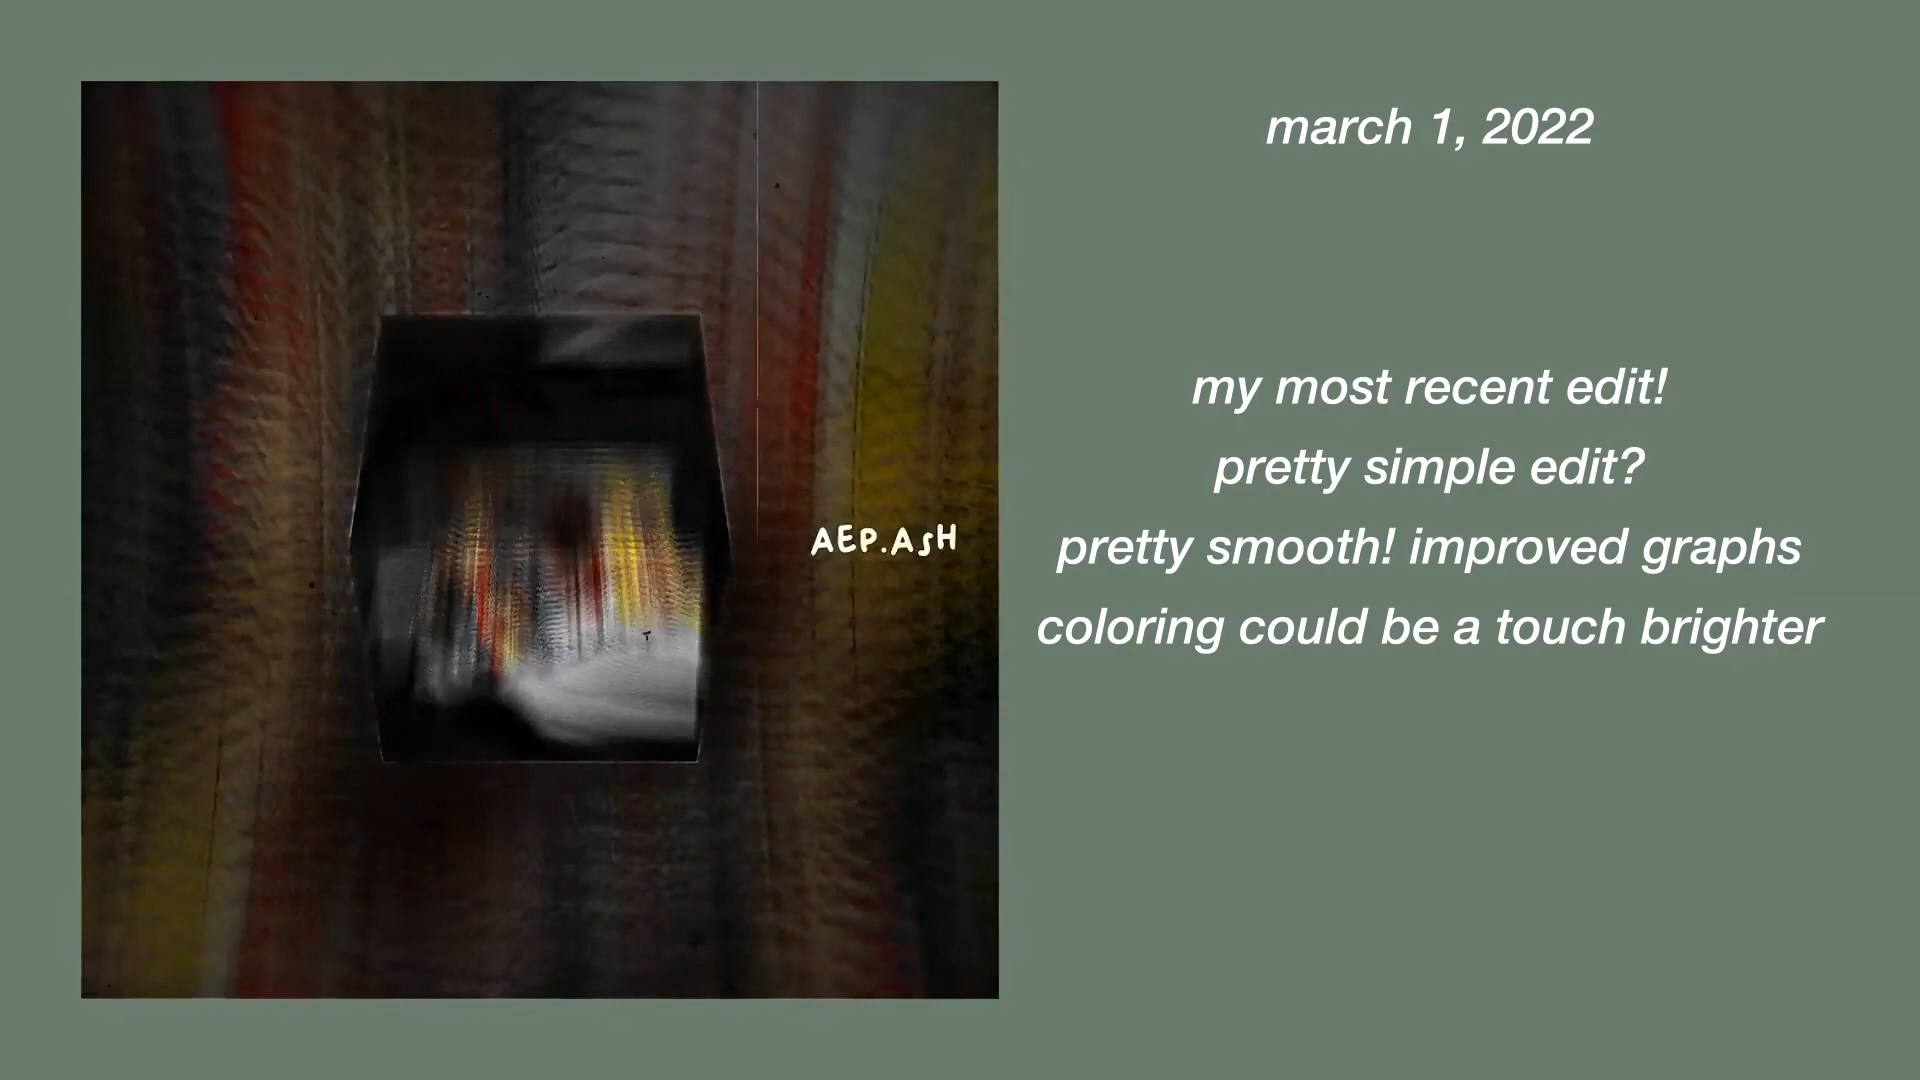 march 1, 2022
my most recent edit!
pretty simple edit?
pretty smooth! improved graphs
coloring could be a touch brighter
AEP.ASH